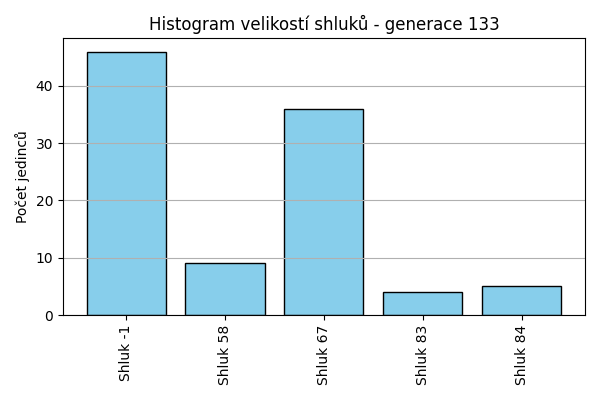 Histogram velikostí shluků - generace 133
Počet jedinců
40
30
20
10
0
Shluk -1
Shluk 58
Shluk 67
Shluk 83
Shluk 84